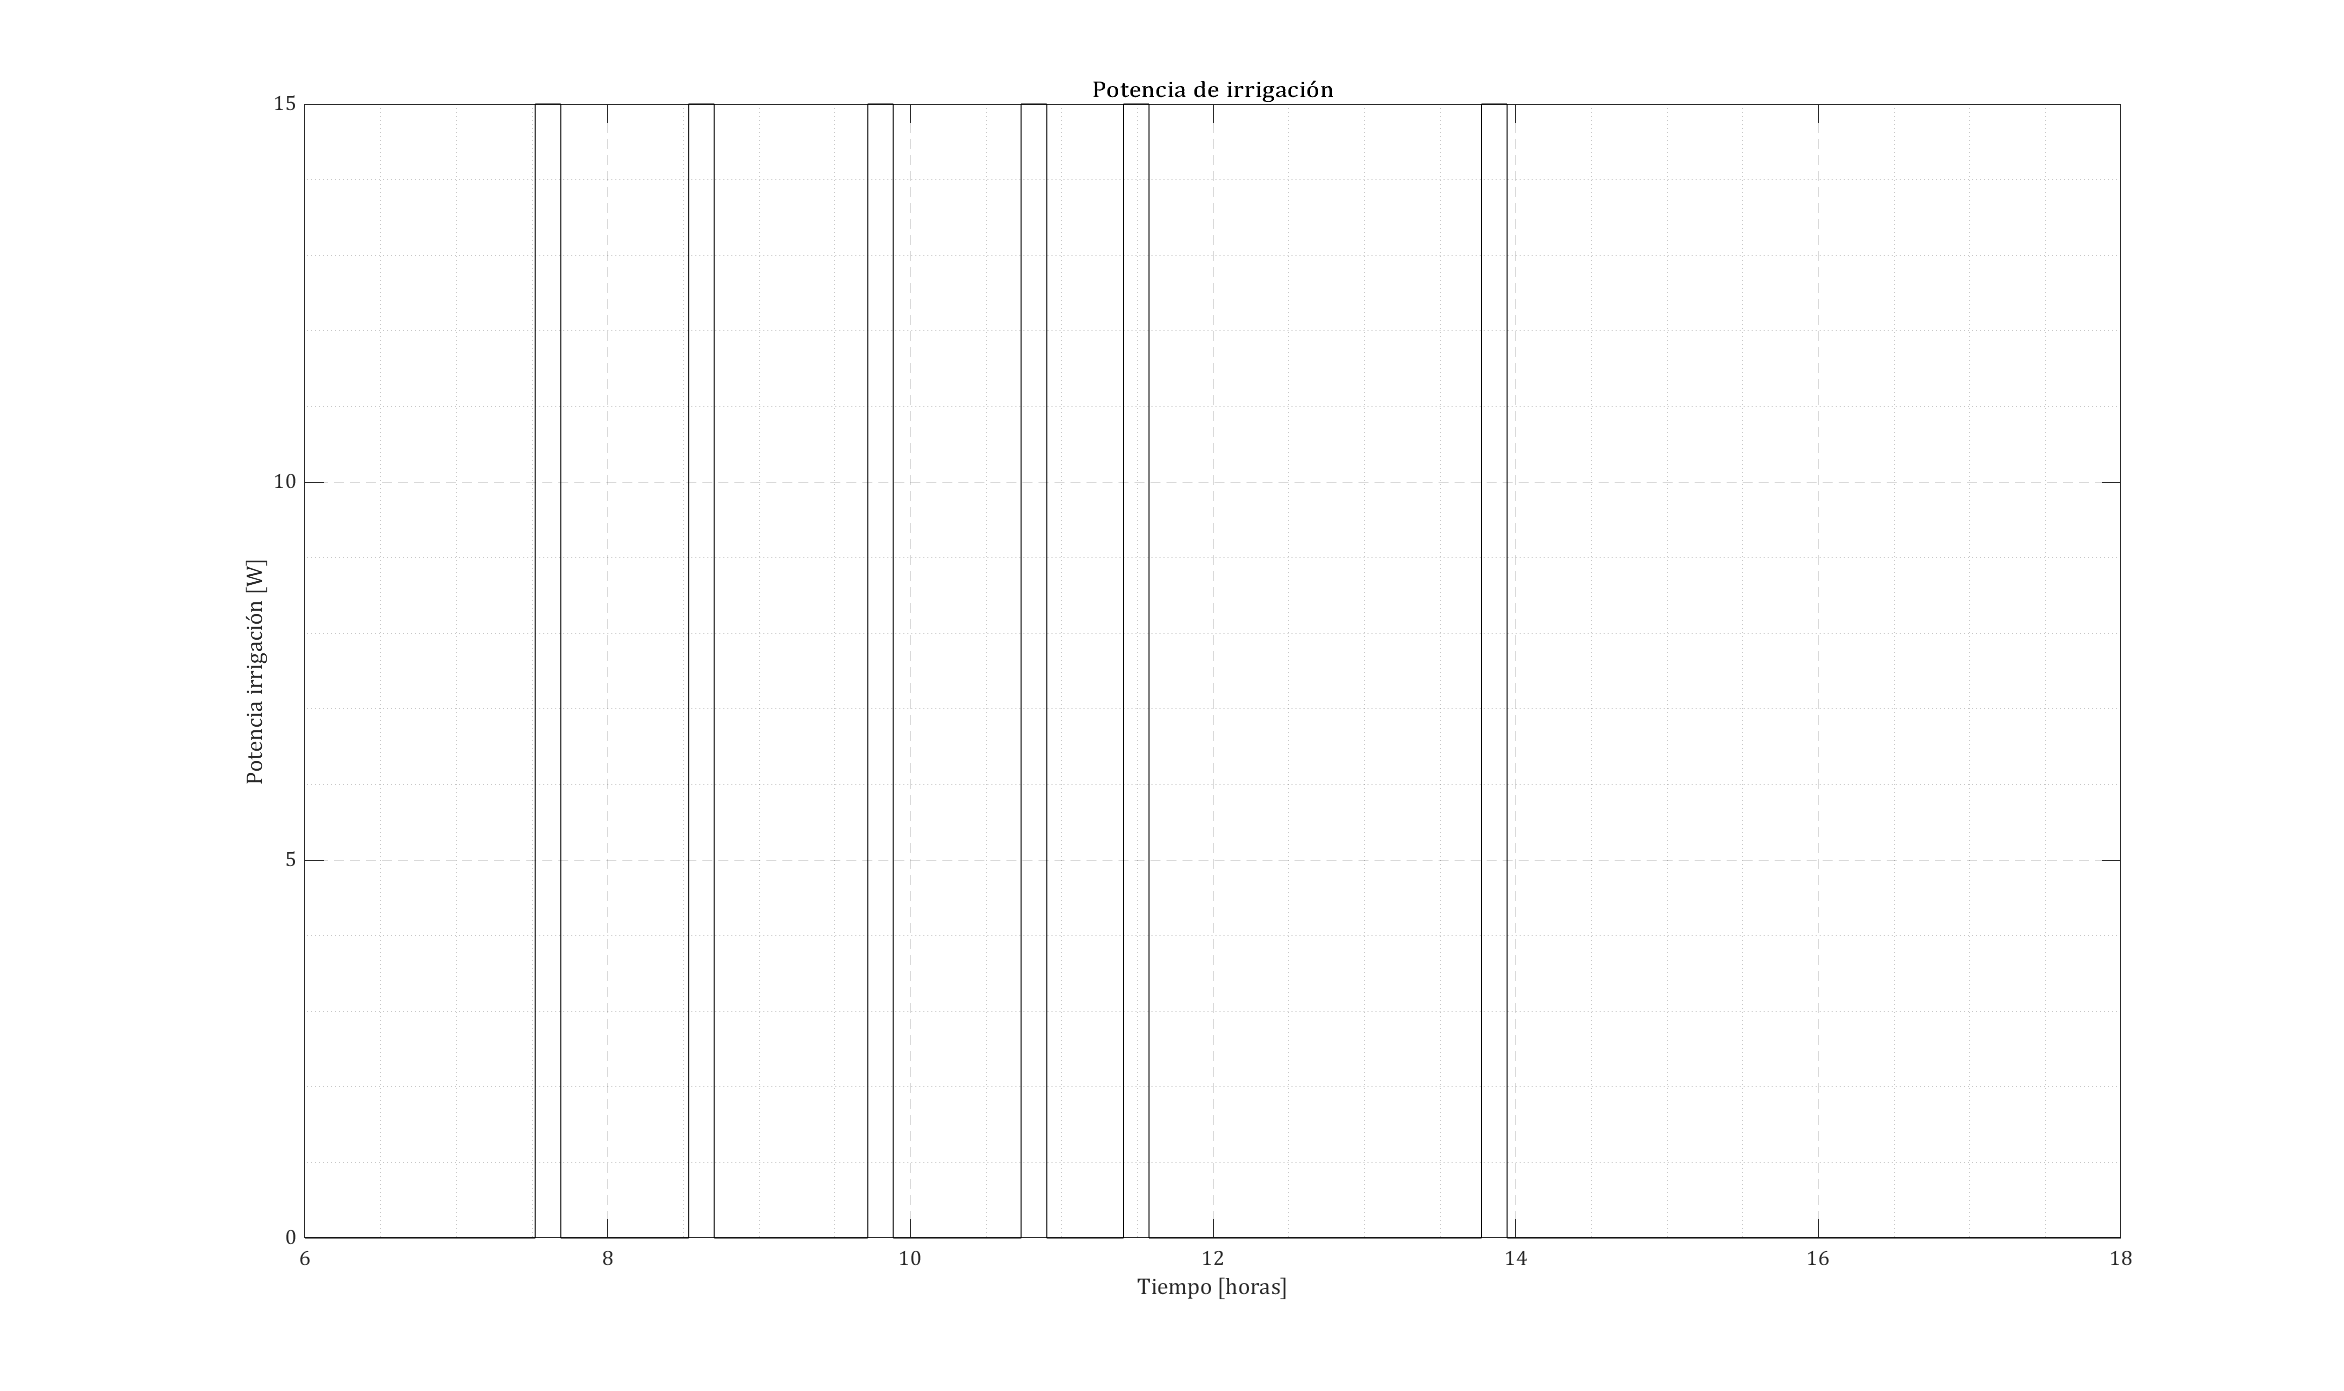 Potencia de irrigación
15
10
5
0
Potencia irrigación [W]
6 8 10 12 14 16 18
Tiempo [horas]